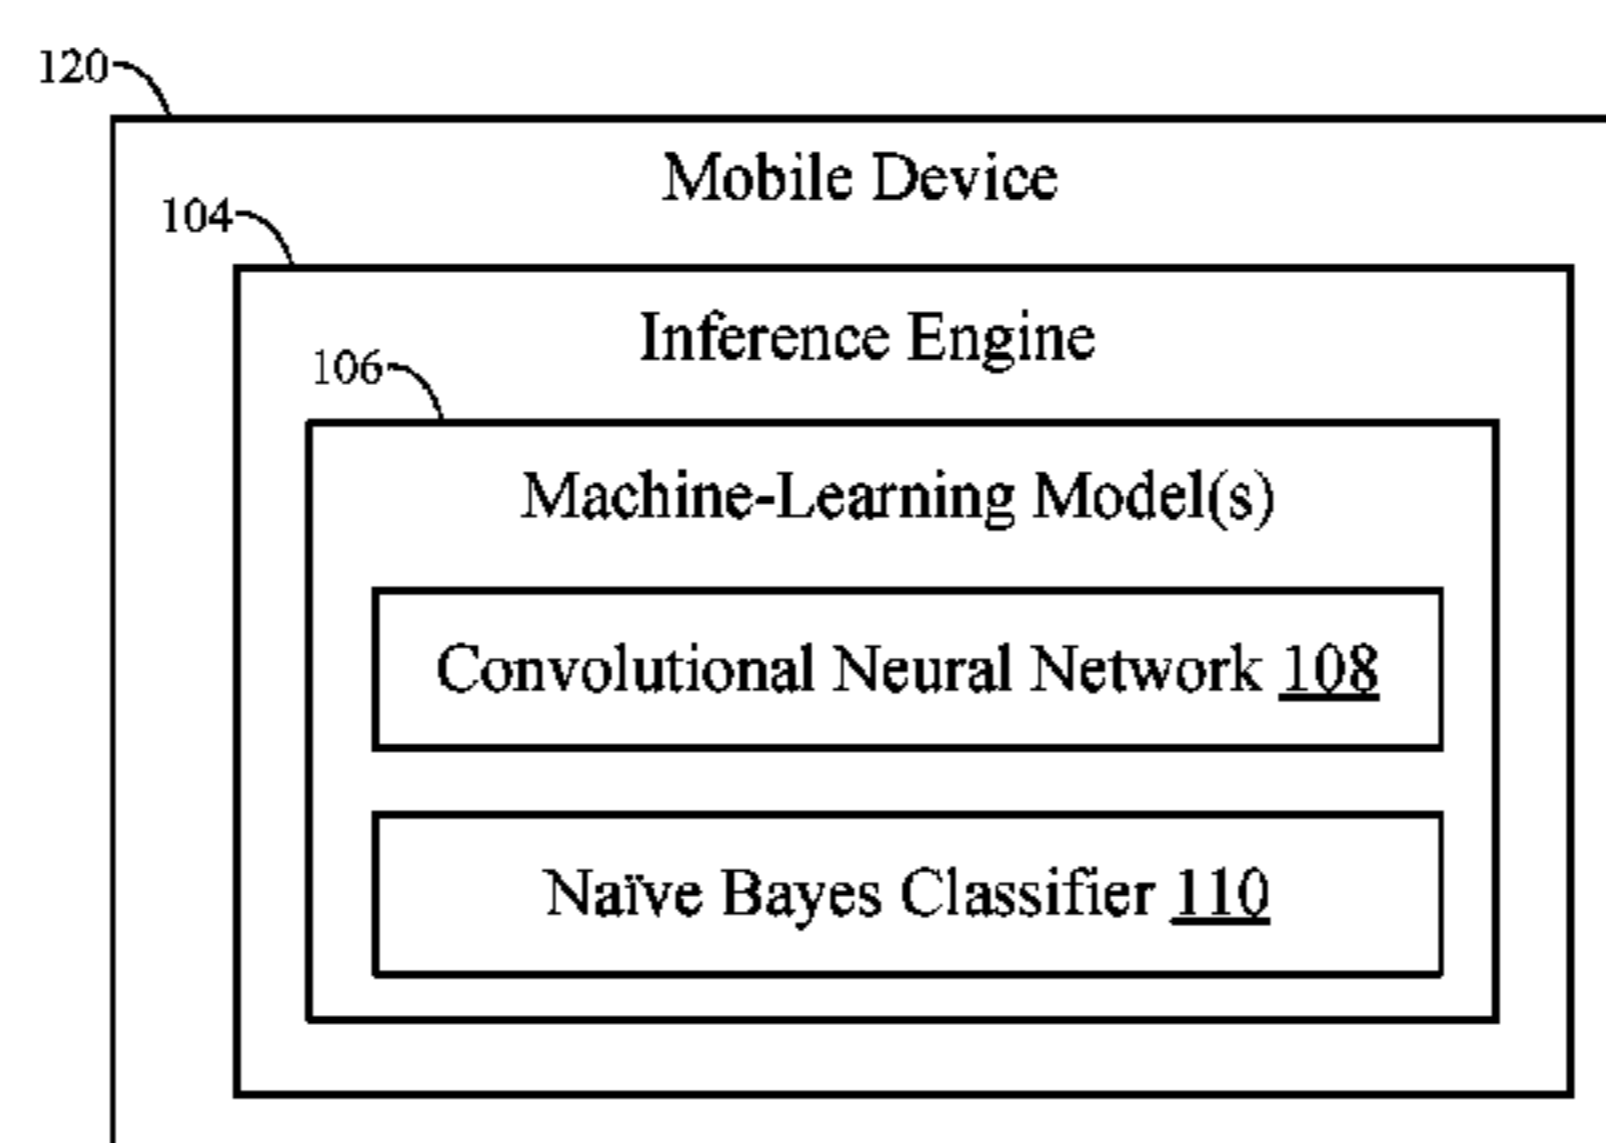 120
Mobile Device
104
Inference Engine
106
Machine-Learning Model(s)
Convolutional Neural Network 108
Naïve Bayes Classifier 110